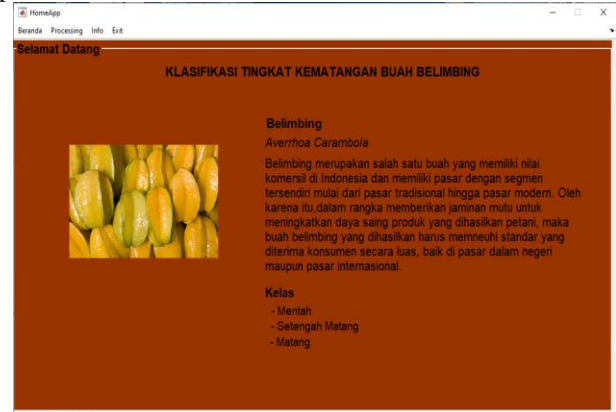 HomeApp
Beranda Processing Info Exit
Selamat Datang
KLASIFIKASI TINGKAT KEMATANGAN BUAH BELIMBING
Belimbing
Averrhoa Carambola
Belimbing merupakan salah satu buah yang memiliki nilai
komersil di Indonesia dan memiliki pasar dengan segmen
tersendiri mulai dari pasar tradisional hingga pasar modern. Oleh
karena itu,dalam rangka memberikan jaminan mutu untuk
meningkatkan daya saing produk yang dihasilkan petani, maka
buah belimbing yang dihasilkan harus memneuhi standar yang
diterima konsumen secara luas, baik di pasar dalam negeri
maupun pasar internasional.
Kelas
- Mentah
- Setengah Matang
- Matang